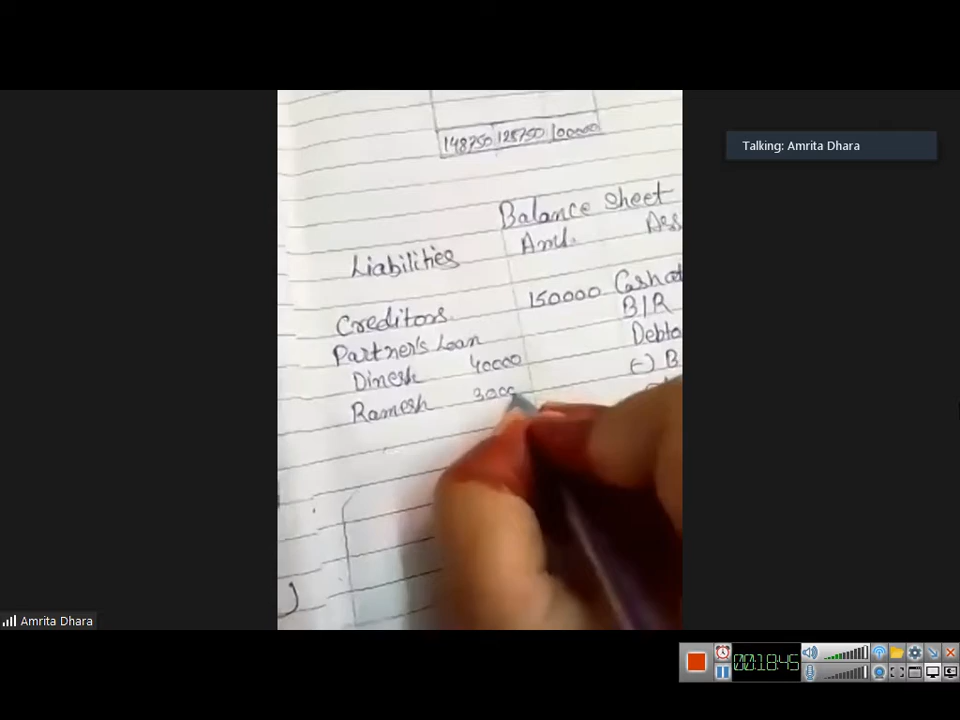 148750 128750 100000
Talking: Amrita Dhara
Balance Sheet
Liabilities Amt. Ass
Creditors. 150000 Cash at
B/R
Partner's Loan
Debto
Dinesh 40000
(-) B
Ramesh 3000
Amrita Dhara
00:18:45